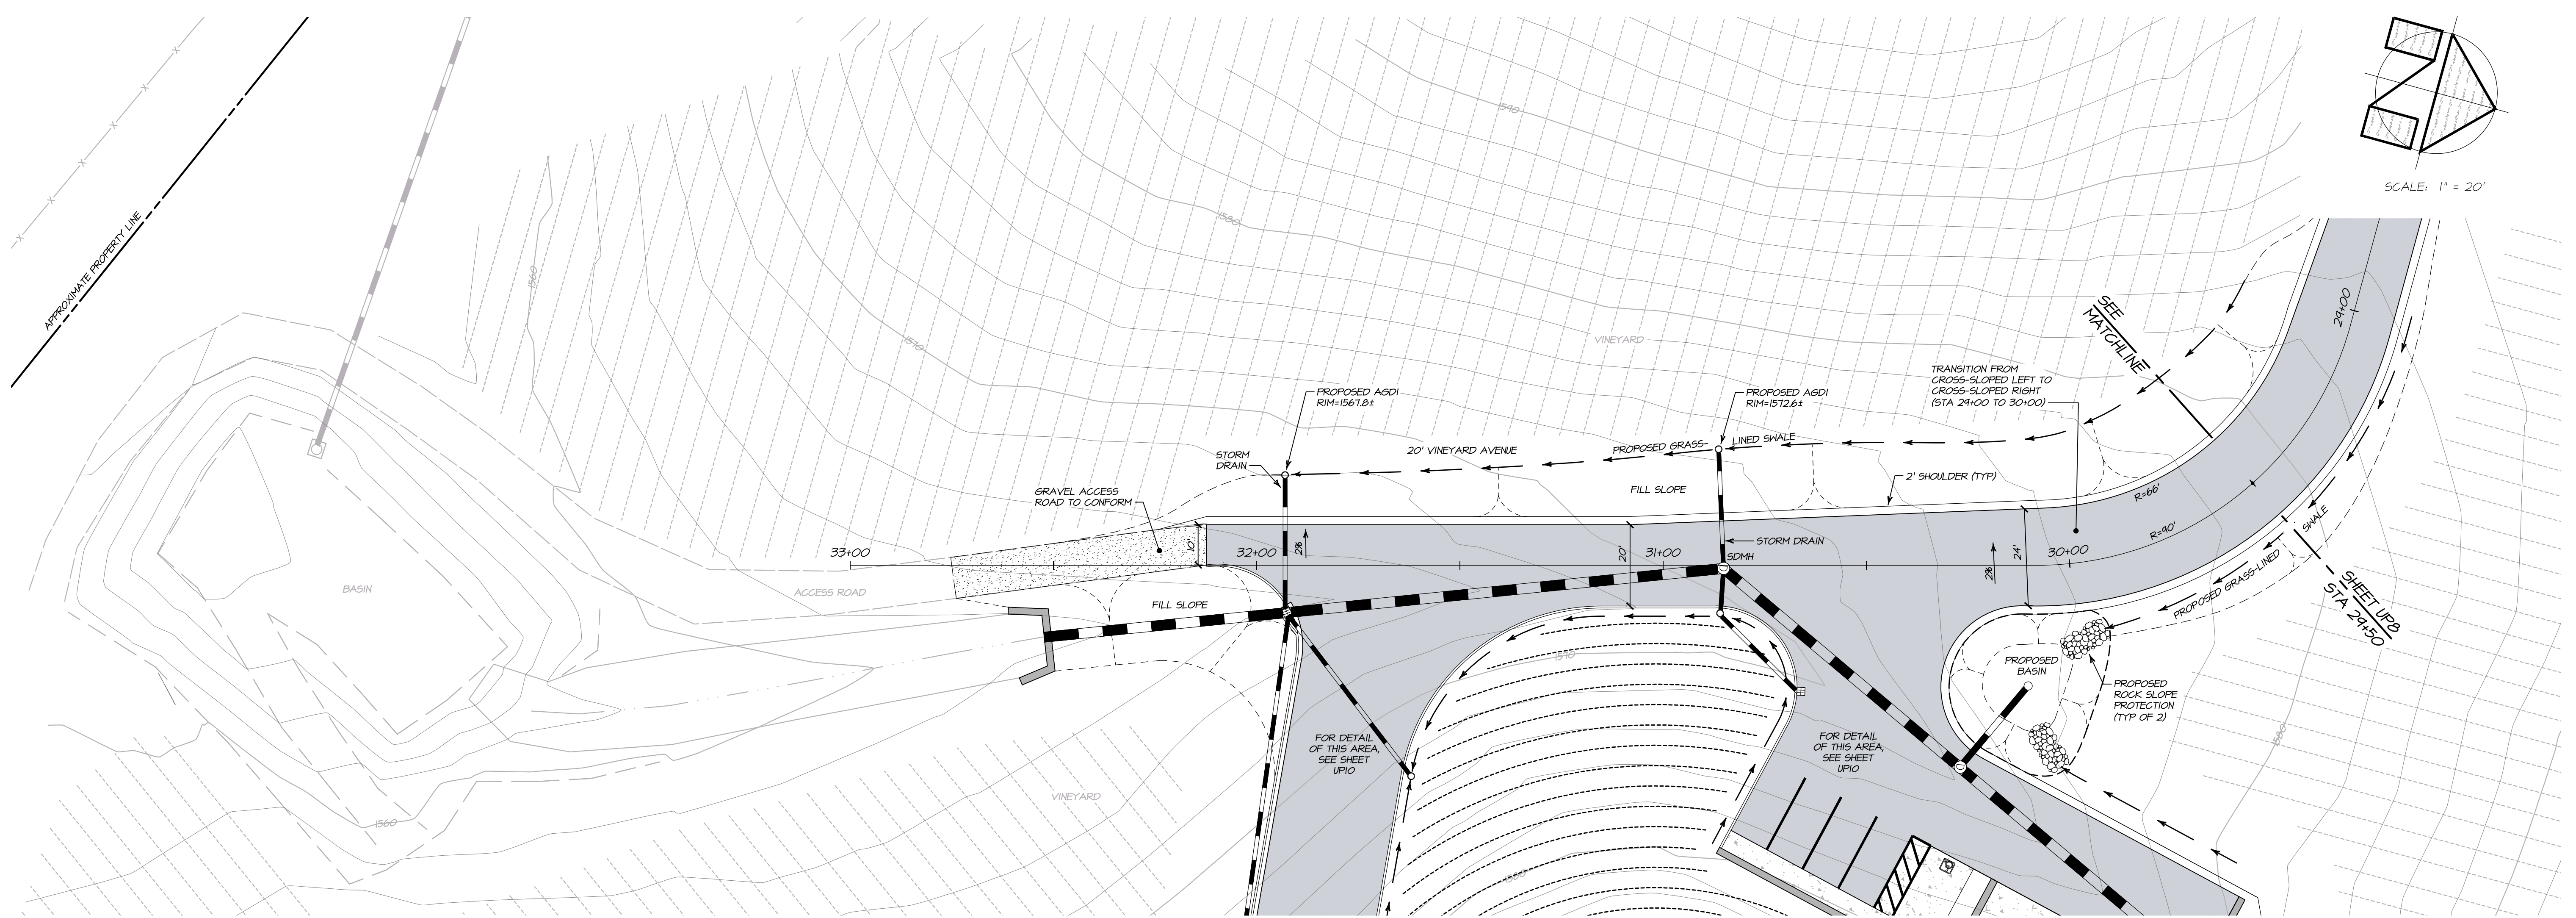 SCALE: 1" = 20'
1540
1580
1560
1570
APPROXIMATE PROPERTY LINE
VINEYARD
29+00
SEE
MATCHLINE
TRANSITION FROM
CROSS-SLOPED LEFT TO
CROSS-SLOPED RIGHT
(STA 29+00 TO 30+00)
PROPOSED AGDI
RIM=1567.8±
PROPOSED AGDI
RIM=1572.6±
STORM
DRAIN
20' VINEYARD AVENUE
PROPOSED GRASS-
LINED SWALE
GRAVEL ACCESS
ROAD TO CONFORM
FILL SLOPE
2' SHOULDER (TYP)
R=66'
R=90'
33+00
10'
32+00
2%
20'
31+00
STORM DRAIN
SDMH
2%
24'
30+00
SWALE
PROPOSED GRASS-LINED
SHEET UP8
STA 29+50
BASIN
ACCESS ROAD
FILL SLOPE
1570
PROPOSED
BASIN
PROPOSED
ROCK SLOPE
PROTECTION
(TYP OF 2)
FOR DETAIL
OF THIS AREA,
SEE SHEET
UP10
FOR DETAIL
OF THIS AREA,
SEE SHEET
UP10
1580
VINEYARD
1560
1560